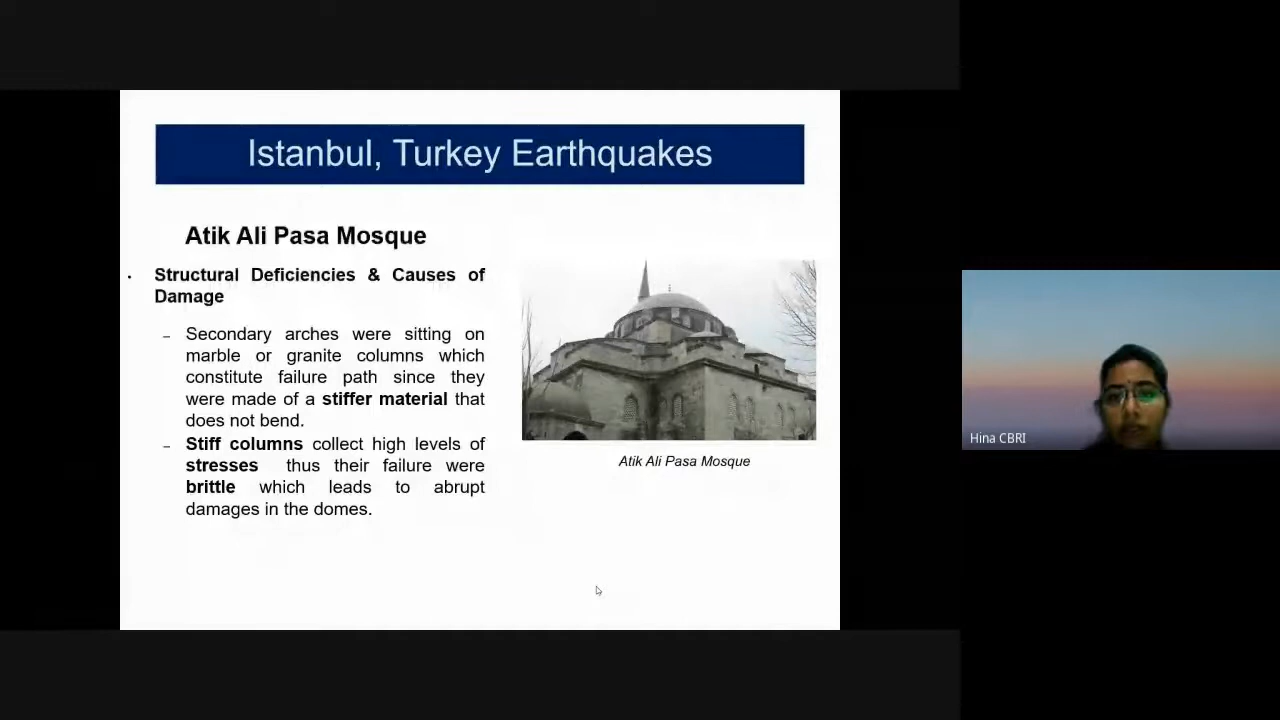 Istanbul, Turkey Earthquakes
Atik Ali Pasa Mosque
• Structural Deficiencies & Causes of
Damage
– Secondary arches were sitting on
marble or granite columns which
constitute failure path since they
were made of a stiffer material that
does not bend.
– Stiff columns collect high levels of
stresses thus their failure were
brittle which leads to abrupt
damages in the domes.
Atik Ali Pasa Mosque
Hina CBRI